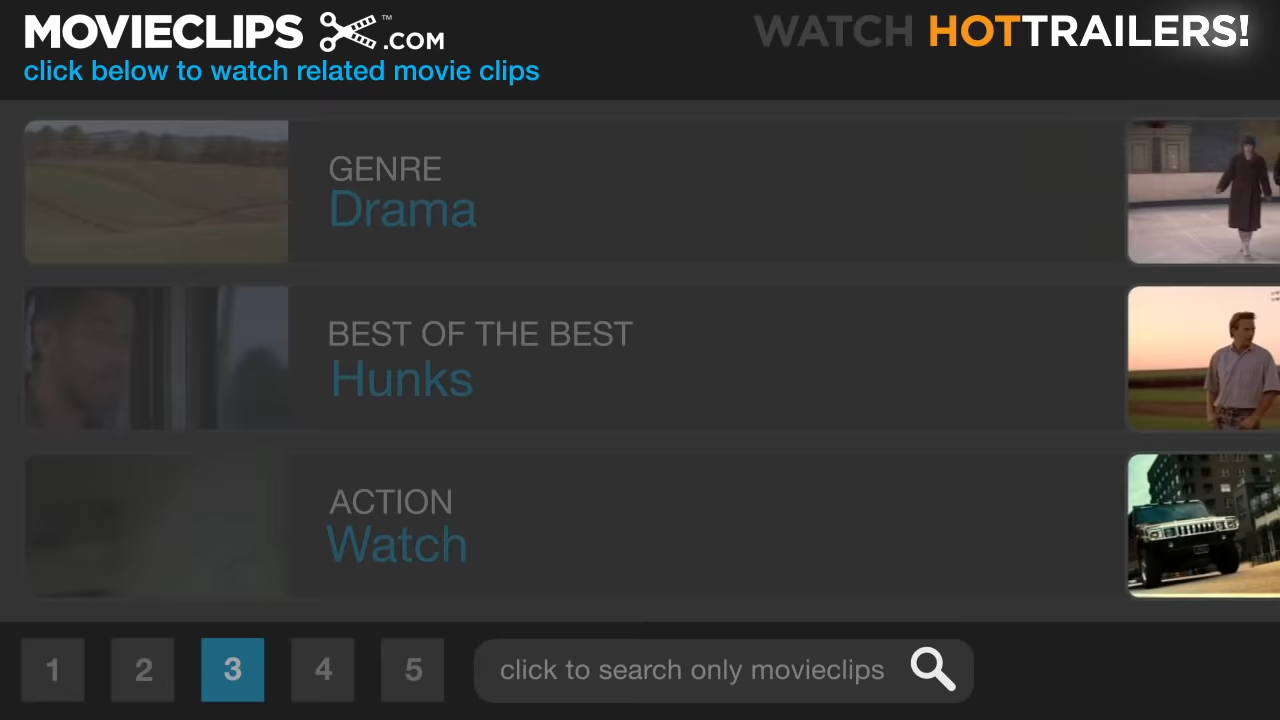 MOVIECLIPS ™ .COM
WATCH HOTTRAILERS!
click below to watch related movie clips
GENRE
Drama
BEST OF THE BEST
Hunks
ACTION
Watch
1 2 3 4 5
click to search only movieclips